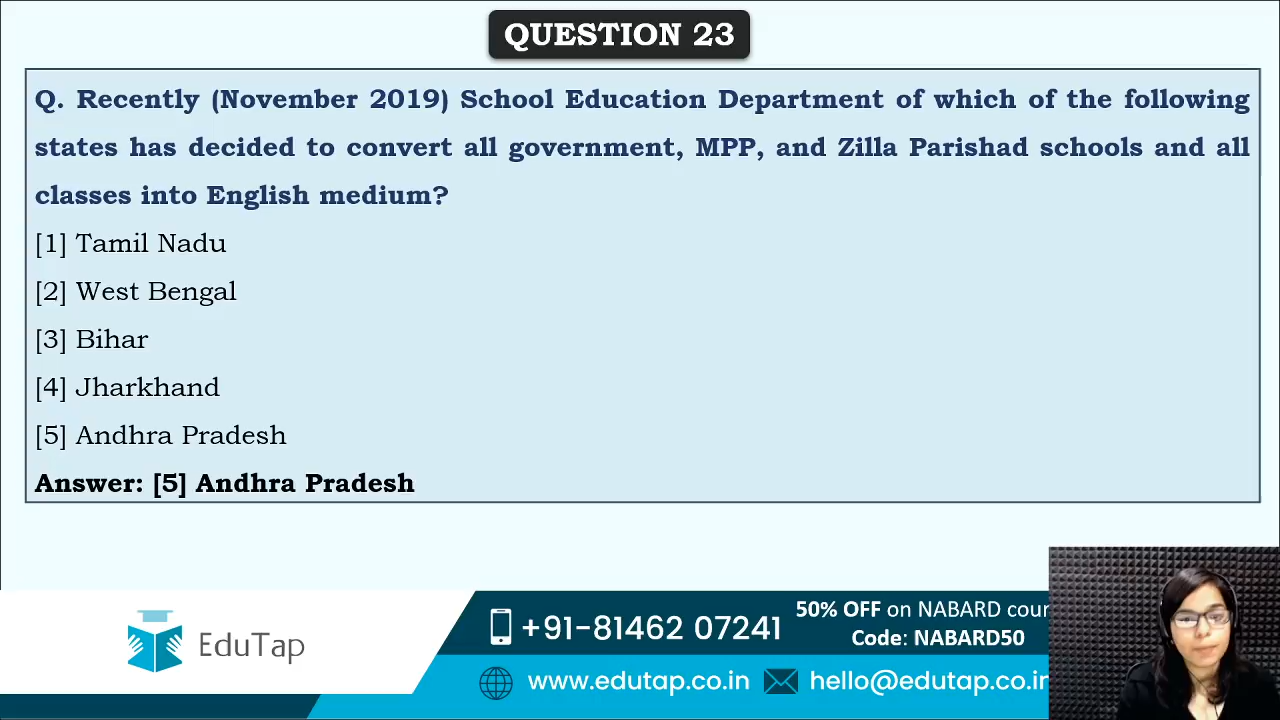 QUESTION 23
Q. Recently (November 2019) School Education Department of which of the following
states has decided to convert all government, MPP, and Zilla Parishad schools and all
classes into English medium?
[1] Tamil Nadu
[2] West Bengal
[3] Bihar
[4] Jharkhand
[5] Andhra Pradesh
Answer: [5] Andhra Pradesh
EduTap
+91-81462 07241
50% OFF on NABARD cour
Code: NABARD50
www.edutap.co.in
hello@edutap.co.in